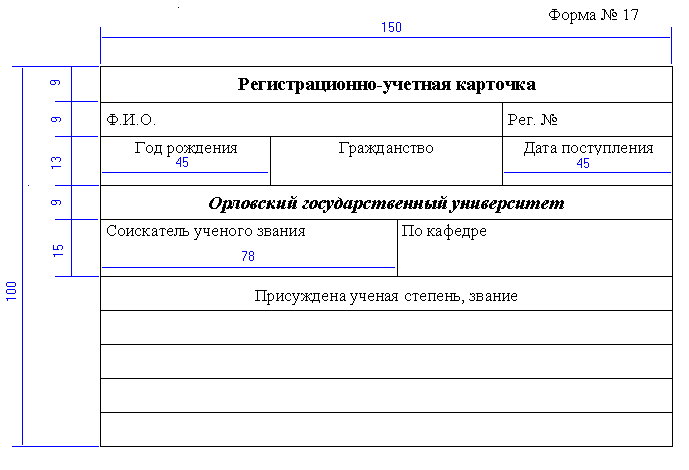 Форма № 17
150
9
Регистрационно-учетная карточка
9
Ф.И.О. Рег. №
13
Год рождения Гражданство Дата поступления
45 45
9
Орловский государственный университет
15
Соискатель ученого звания По кафедре
78
100
Присуждена ученая степень, звание